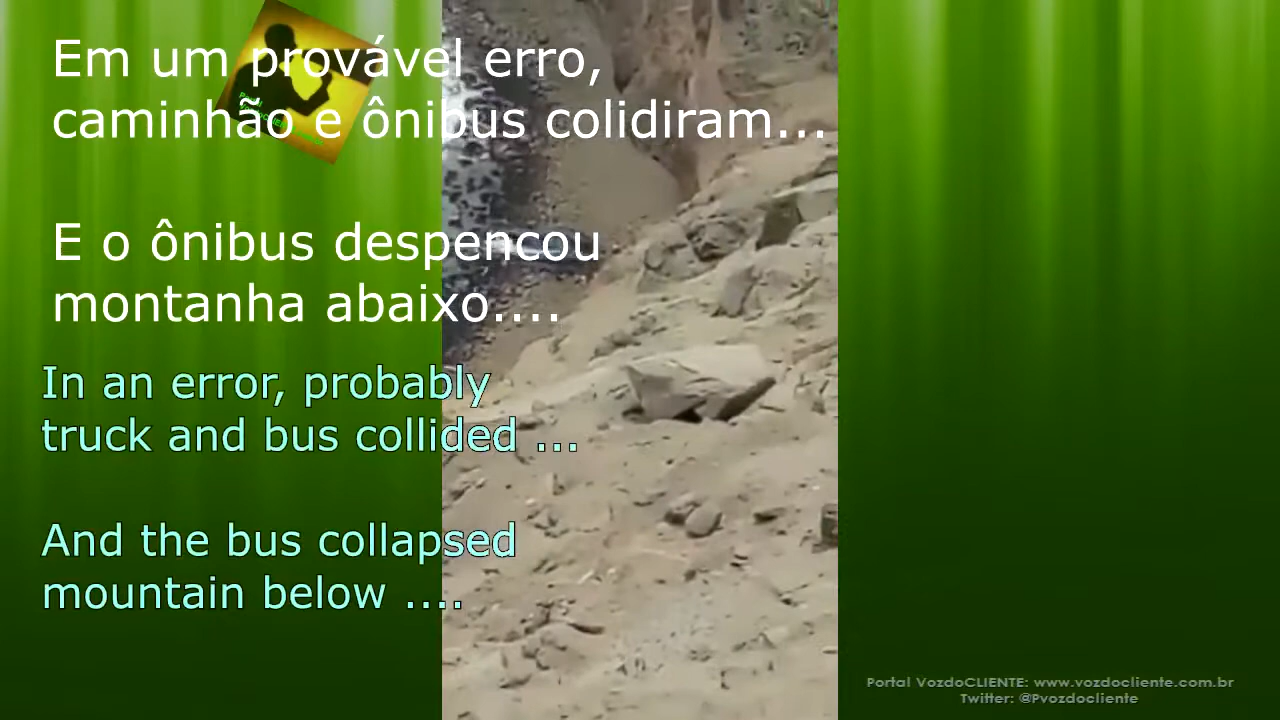 Em um provável erro,
caminhão e ônibus colidiram...
E o ônibus despencou
montanha abaixo....
In an error, probably
truck and bus collided ...
And the bus collapsed
mountain below ....
Portal VozdoCLIENTE: www.vozdocliente.com.br
Twitter: @Pvozdocliente